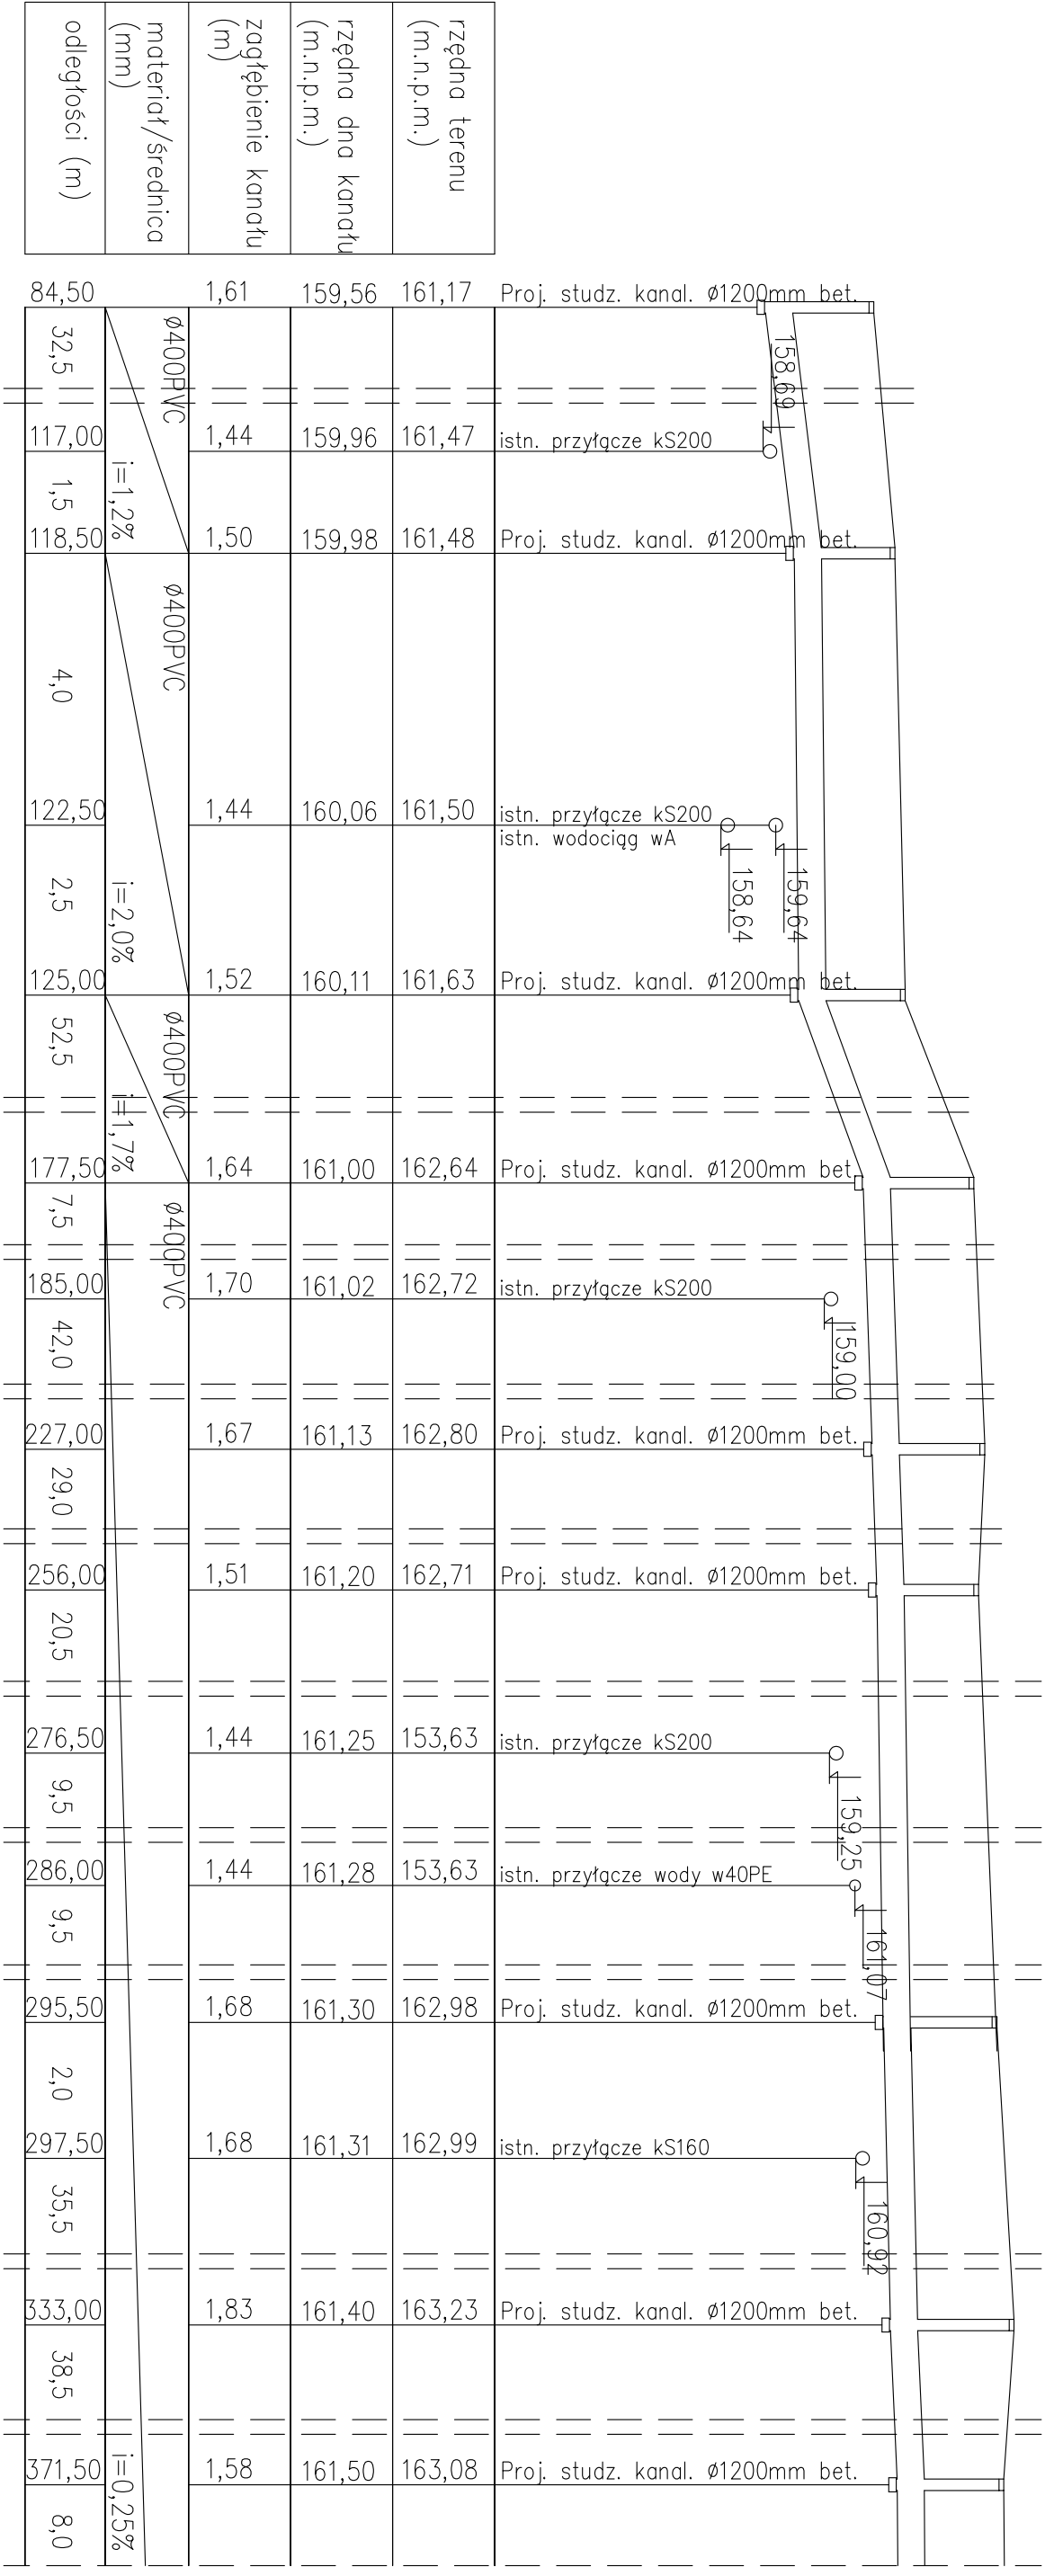 rzędna terenu
(m.n.p.m.)
rzędna dna kanału
(m.n.p.m.)
zagłębienie kanału
(m)
materiał/średnica
(mm)
odległości (m)
84,50 1,61 159,56 161,17 Proj. studz. kanal. Ø1200mm bet.
32,5 Ø400PVC 158,69
117,00 1,44 159,96 161,47 istn. przyłącze kS200
1,5 i=1,2%
118,50 1,50 159,98 161,48 Proj. studz. kanal. Ø1200mm bet.
4,0 Ø400PVC
122,50 1,44 160,06 161,50 istn. przyłącze kS200
istn. wodociąg wA
2,5 i=2,0% 158,64 159,64
125,00 1,52 160,11 161,63 Proj. studz. kanal. Ø1200mm bet.
52,5 i=1,7% Ø400PVC
177,50 1,64 161,00 162,64 Proj. studz. kanal. Ø1200mm bet.
7,5 Ø400PVC
185,00 1,70 161,02 162,72 istn. przyłącze kS200
42,0 159,00
227,00 1,67 161,13 162,80 Proj. studz. kanal. Ø1200mm bet.
29,0
256,00 1,51 161,20 162,71 Proj. studz. kanal. Ø1200mm bet.
20,5
276,50 1,44 161,25 153,63 istn. przyłącze kS200
9,5 159,25
286,00 1,44 161,28 153,63 istn. przyłącze wody w40PE
9,5 161,07
295,50 1,68 161,30 162,98 Proj. studz. kanal. Ø1200mm bet.
2,0
297,50 1,68 161,31 162,99 istn. przyłącze kS160
35,5 160,92
333,00 1,83 161,40 163,23 Proj. studz. kanal. Ø1200mm bet.
38,5
371,50 1,58 161,50 163,08 Proj. studz. kanal. Ø1200mm bet.
8,0 i=0,25%